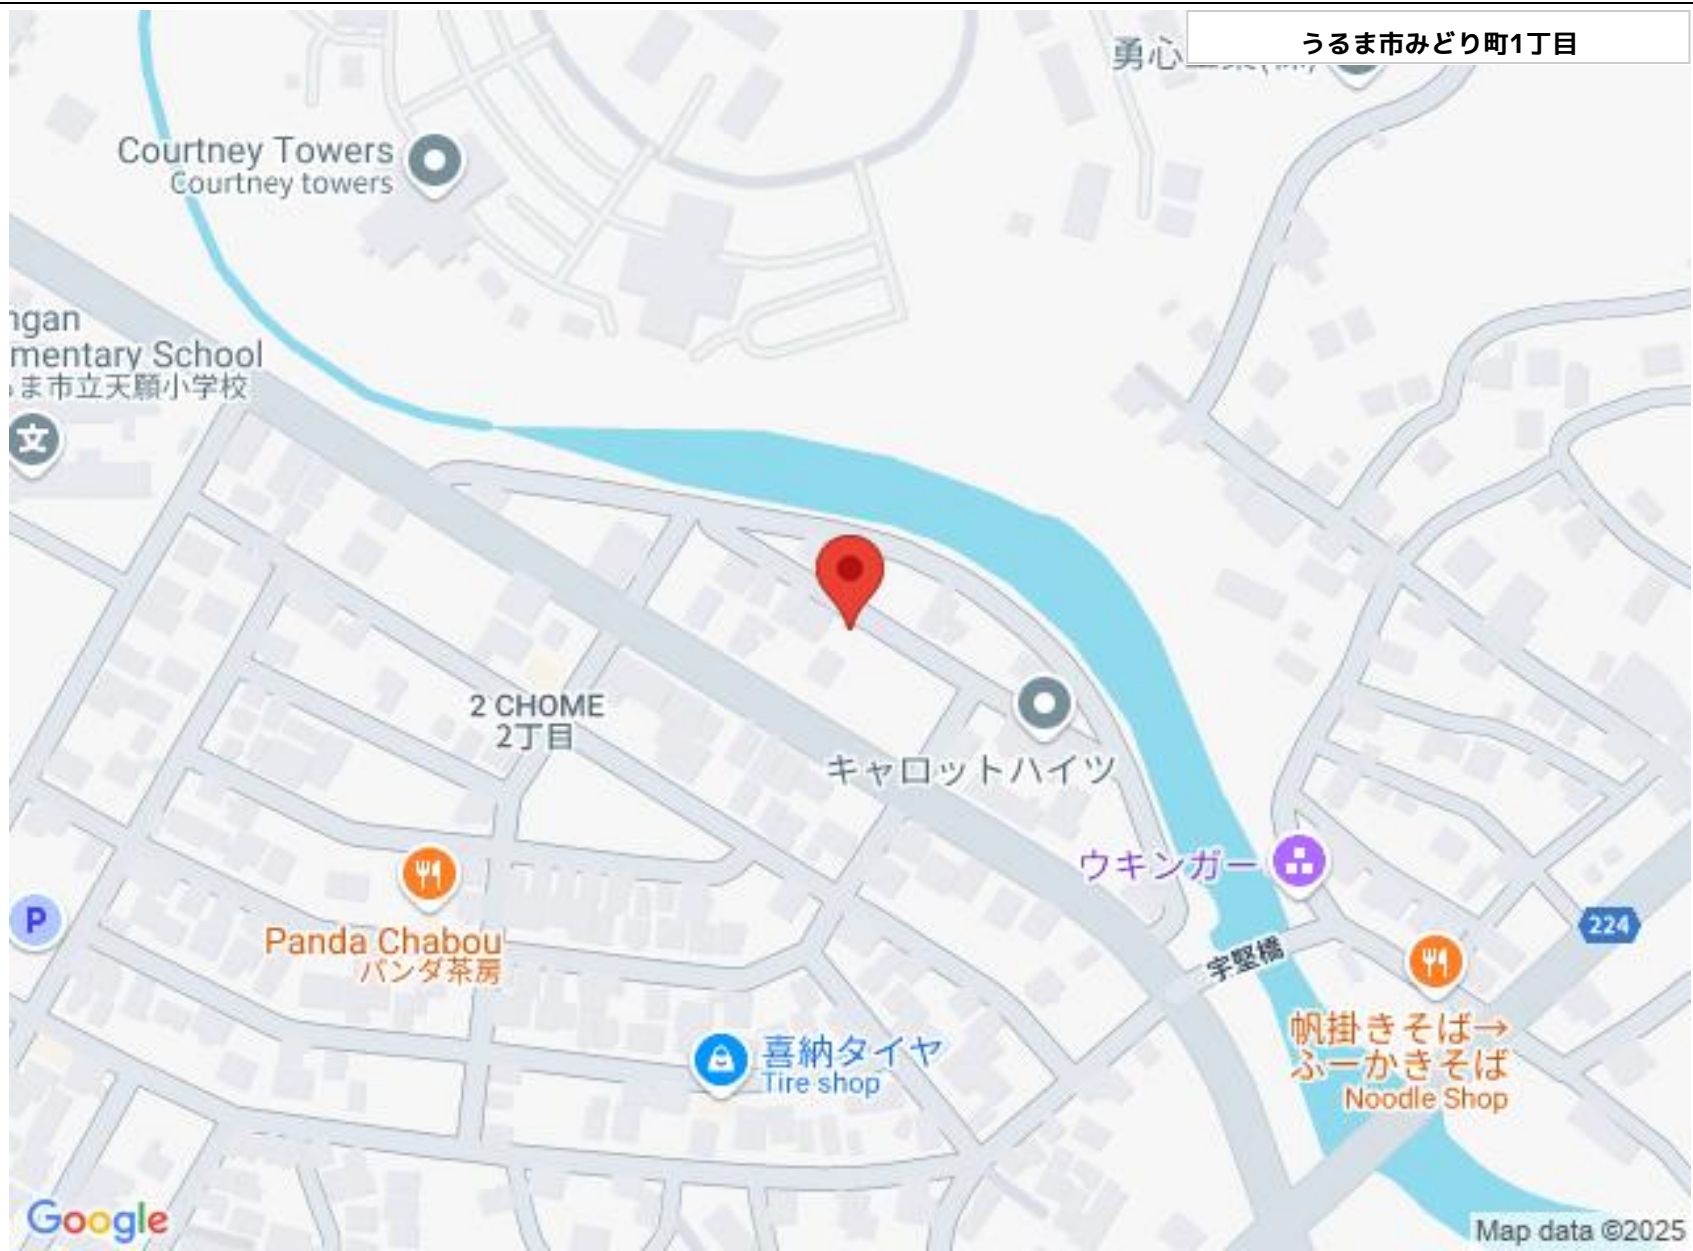 うるま市みどり町1丁目
勇心
Courtney Towers
Courtney towers
ngan
mentary School
ま市立天願小学校
文
2 CHOME
2丁目
キャロットハイツ
ウキンガー
224
P
Panda Chabou
パンダ茶房
宇堅橋
喜納タイヤ
Tire shop
帆掛きそば→
ふーかきそば
Noodle Shop
Google
Map data ©2025